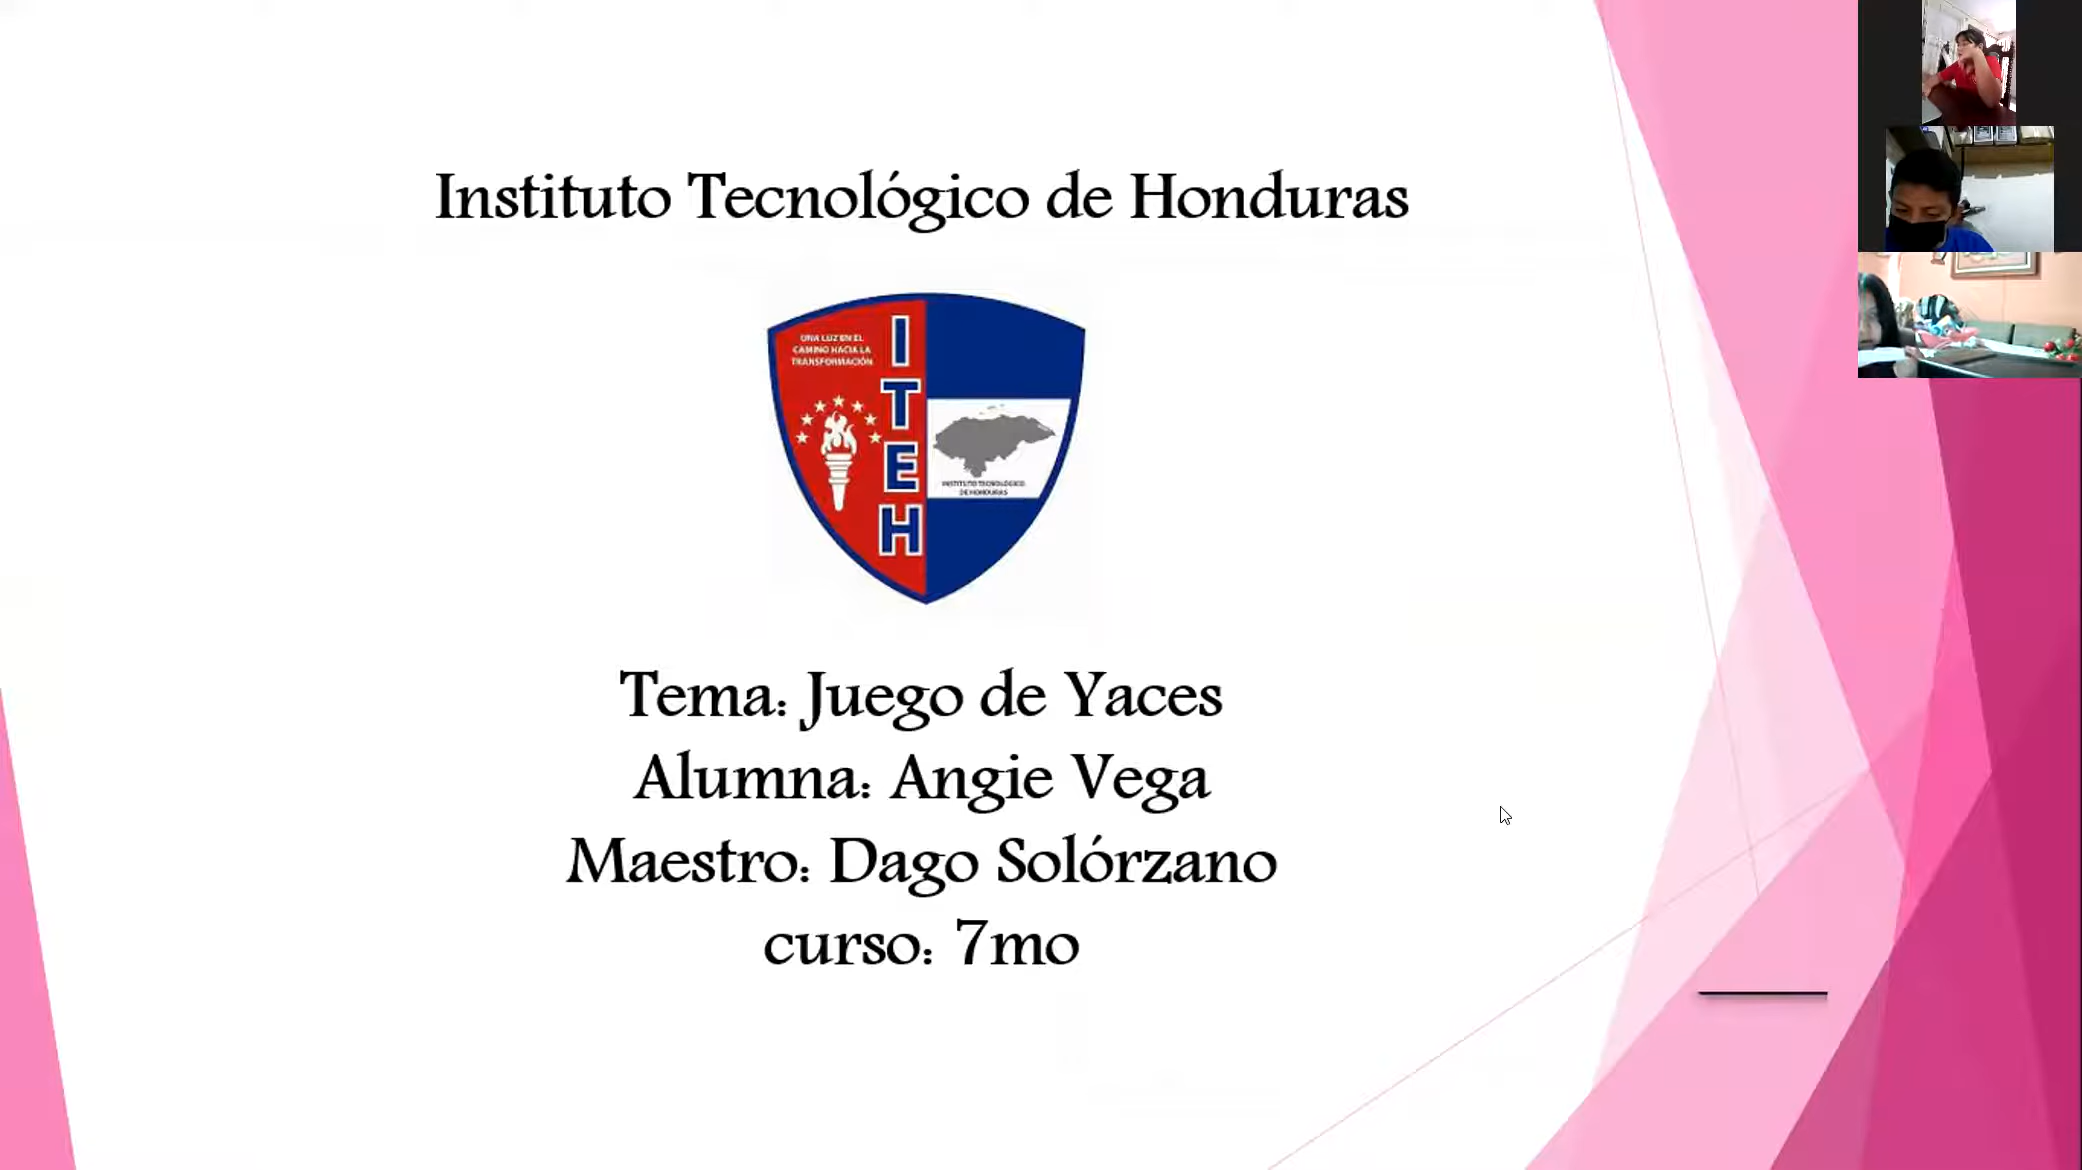 Instituto Tecnológico de Honduras
UNA LUZ EN EL
CAMINO HACIA LA
TRANSFORMACIÓN
I
T
E
H
INSTITUTO TECNOLÓGICO
DE HONDURAS
Tema: Juego de Yaces
Alumna: Angie Vega
Maestro: Dago Solórzano
curso: 7mo